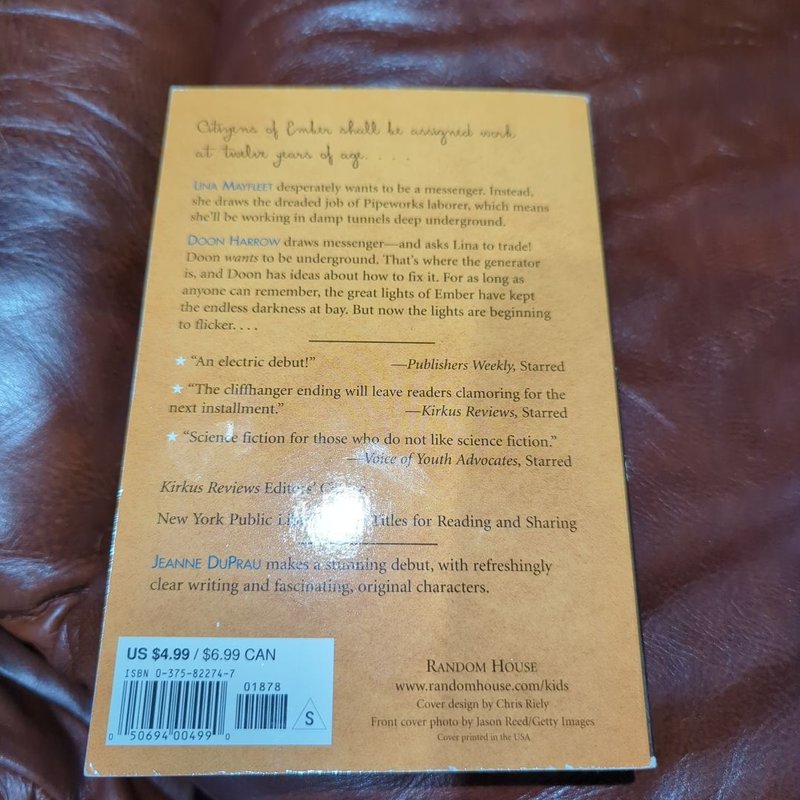 Citizens of Ember shall be assigned work
at twelve years of age. . . .
LINA MAYFLEET desperately wants to be a messenger. Instead,
she draws the dreaded job of Pipeworks laborer, which means
she'll be working in damp tunnels deep underground.
DOON HARROW draws messenger—and asks Lina to trade!
Doon wants to be underground. That's where the generator
is, and Doon has ideas about how to fix it. For as long as
anyone can remember, the great lights of Ember have kept
the endless darkness at bay. But now the lights are beginning
to flicker. . . .
★ "An electric debut!" —Publishers Weekly, Starred
★ "The cliffhanger ending will leave readers clamoring for the
next installment." —Kirkus Reviews, Starred
★ "Science fiction for those who do not like science fiction."
—Voice of Youth Advocates, Starred
Kirkus Reviews Editors'
New York Public Titles for Reading and Sharing
JEANNE DUPRAU makes a stunning debut, with refreshingly
clear writing and fascinating, original characters.
US $4.99 / $6.99 CAN
ISBN 0-375-82274-7
01878
S
0 50694 00499 0
RANDOM HOUSE
www.randomhouse.com/kids
Cover design by Chris Riely
Front cover photo by Jason Reed/Getty Images
Cover printed in the USA